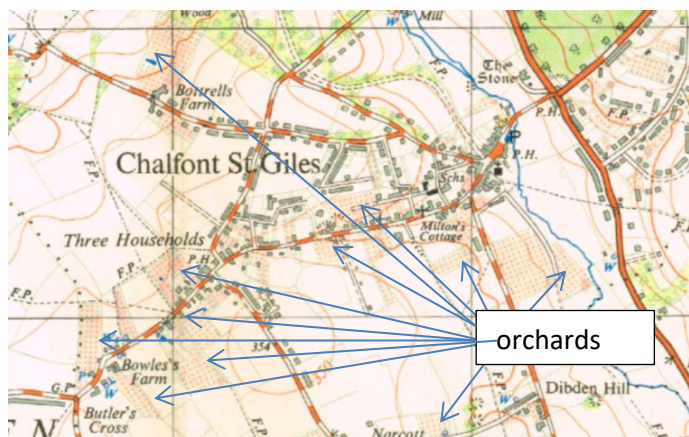 Wood
Mill
F.P.
The
Stone
Bottrells
Farm
P.H.
F.P.
P
P.H.
F.P.
Chalfont St. Giles
Schs
Milton's
Cottage
Three Households
P.H.
F.P.
W
F.P.
orchards
354
350
Bowles's
Farm
P
W
G.P.
Butler's
Cross
Dibden Hill
E N
F.P.
F.P.
Narcott
W